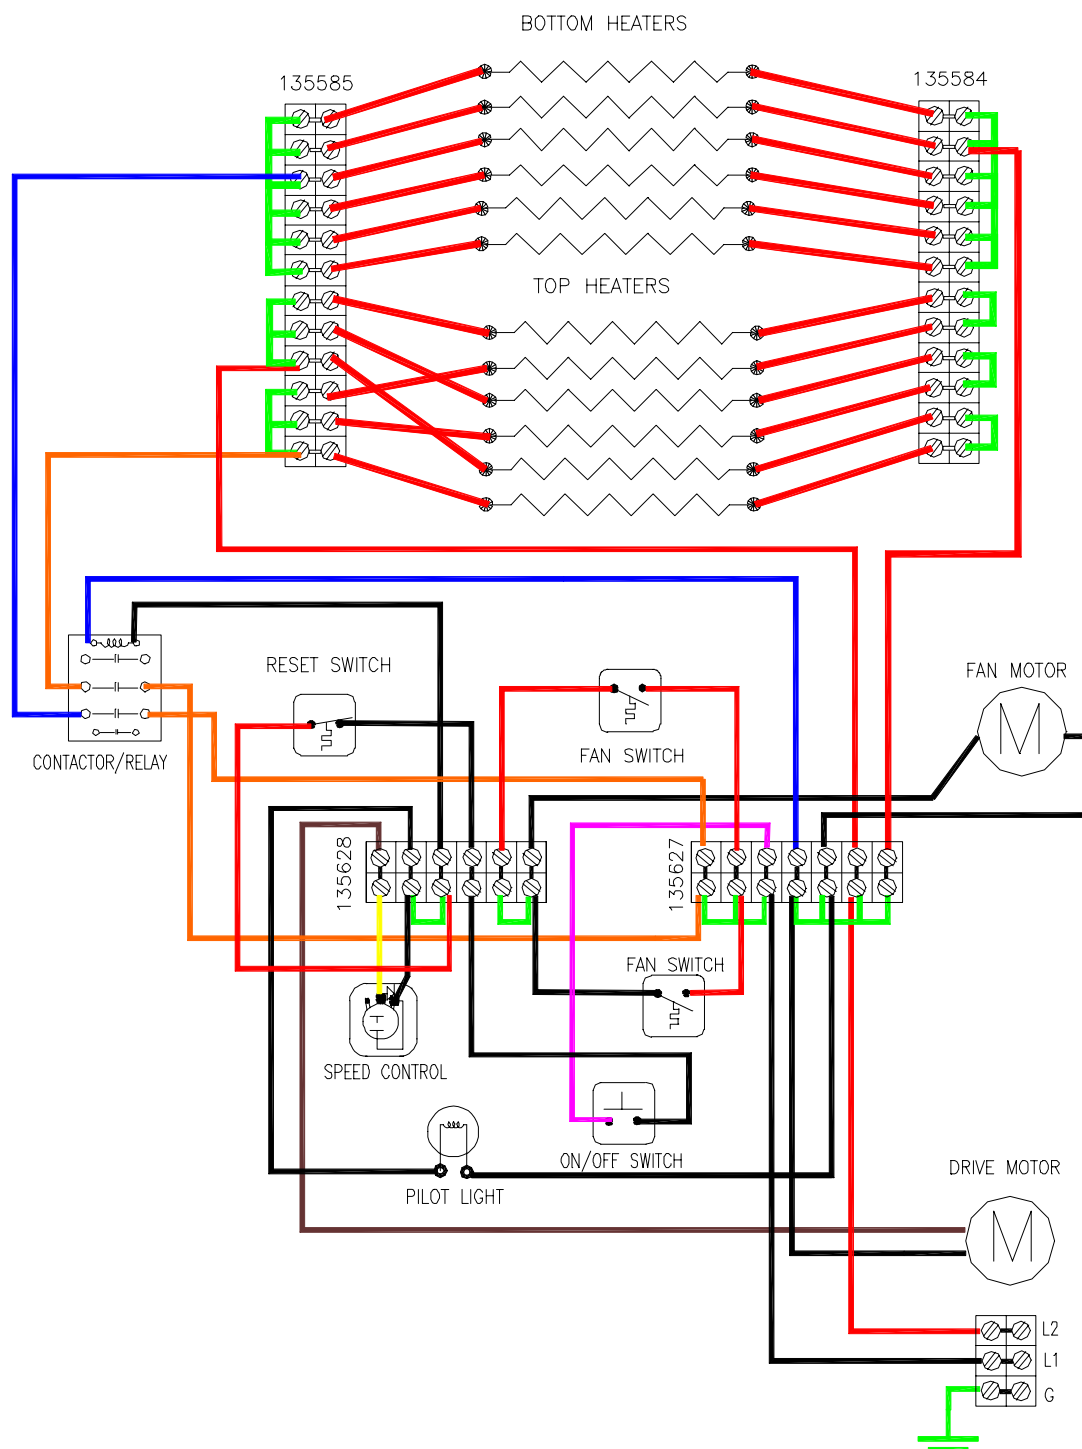 BOTTOM HEATERS
135585
135584
TOP HEATERS
RESET SWITCH
FAN SWITCH
FAN MOTOR
M
CONTACTOR/RELAY
135628
135627
FAN SWITCH
SPEED CONTROL
ON/OFF SWITCH
PILOT LIGHT
DRIVE MOTOR
M
L2
L1
G